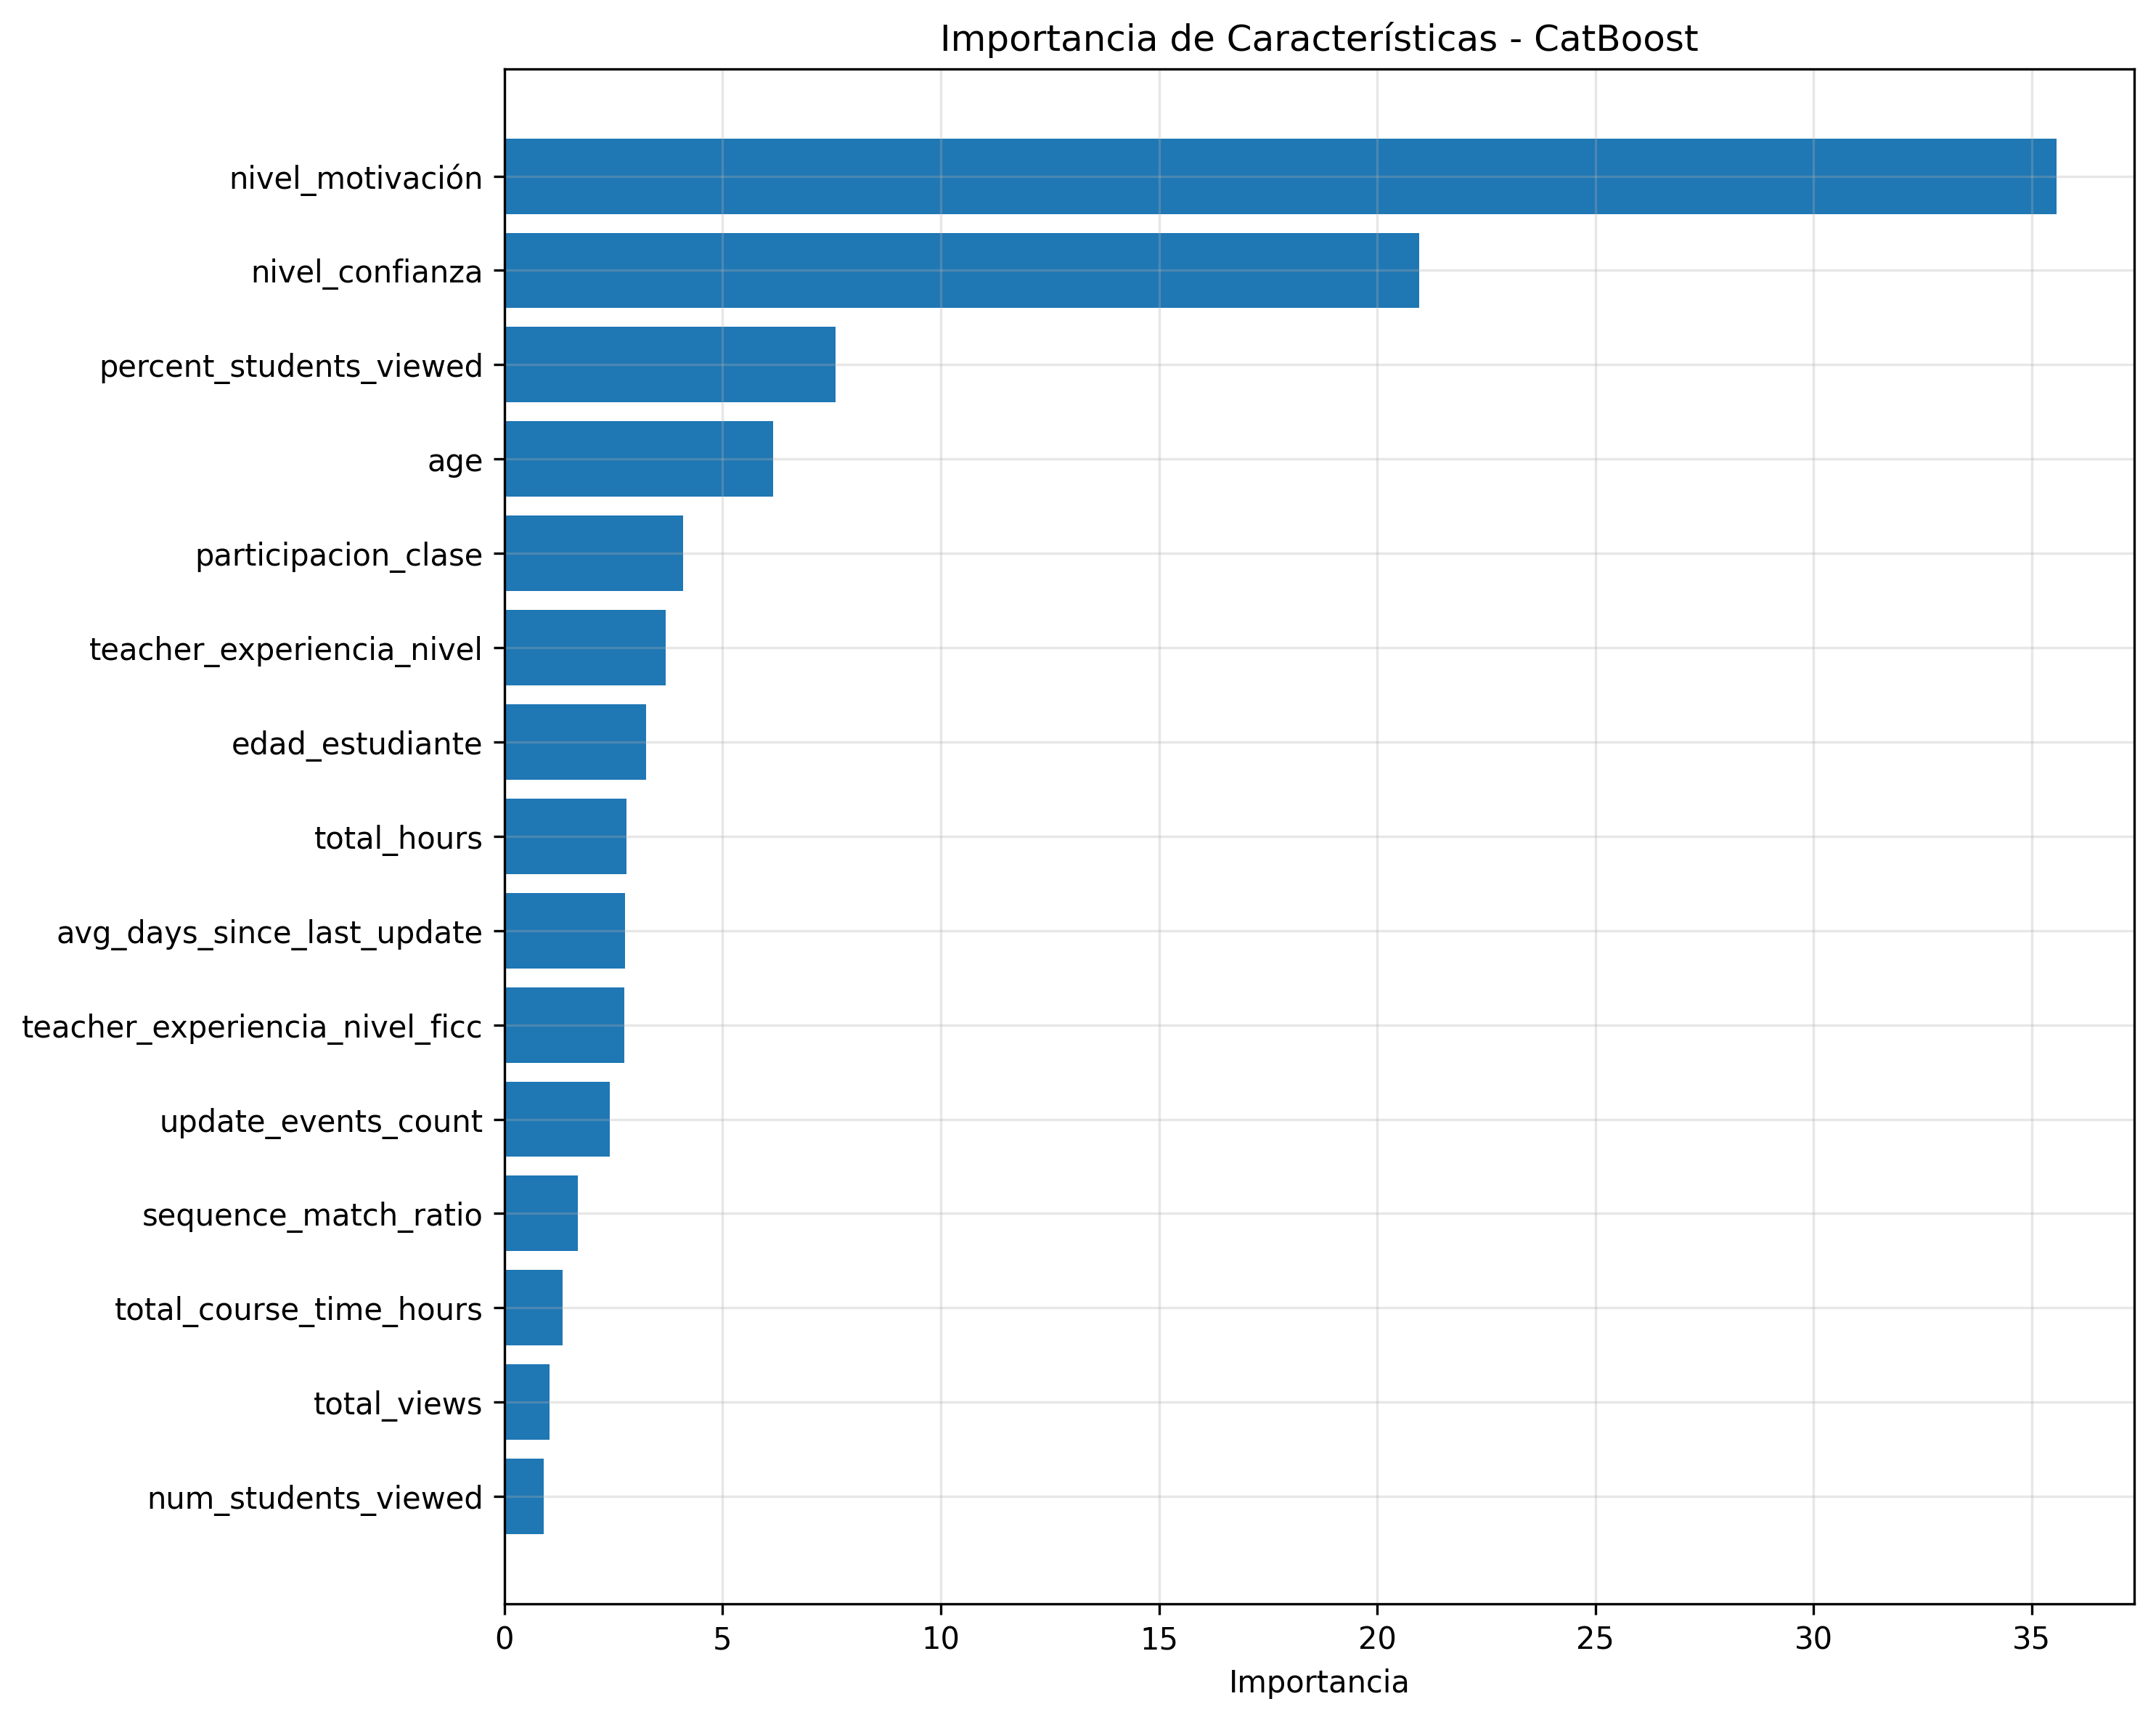 Importancia de Características - CatBoost
nivel_motivación
nivel_confianza
percent_students_viewed
age
participacion_clase
teacher_experiencia_nivel
edad_estudiante
total_hours
avg_days_since_last_update
teacher_experiencia_nivel_ficc
update_events_count
sequence_match_ratio
total_course_time_hours
total_views
num_students_viewed
0 5 10 15 20 25 30 35
Importancia